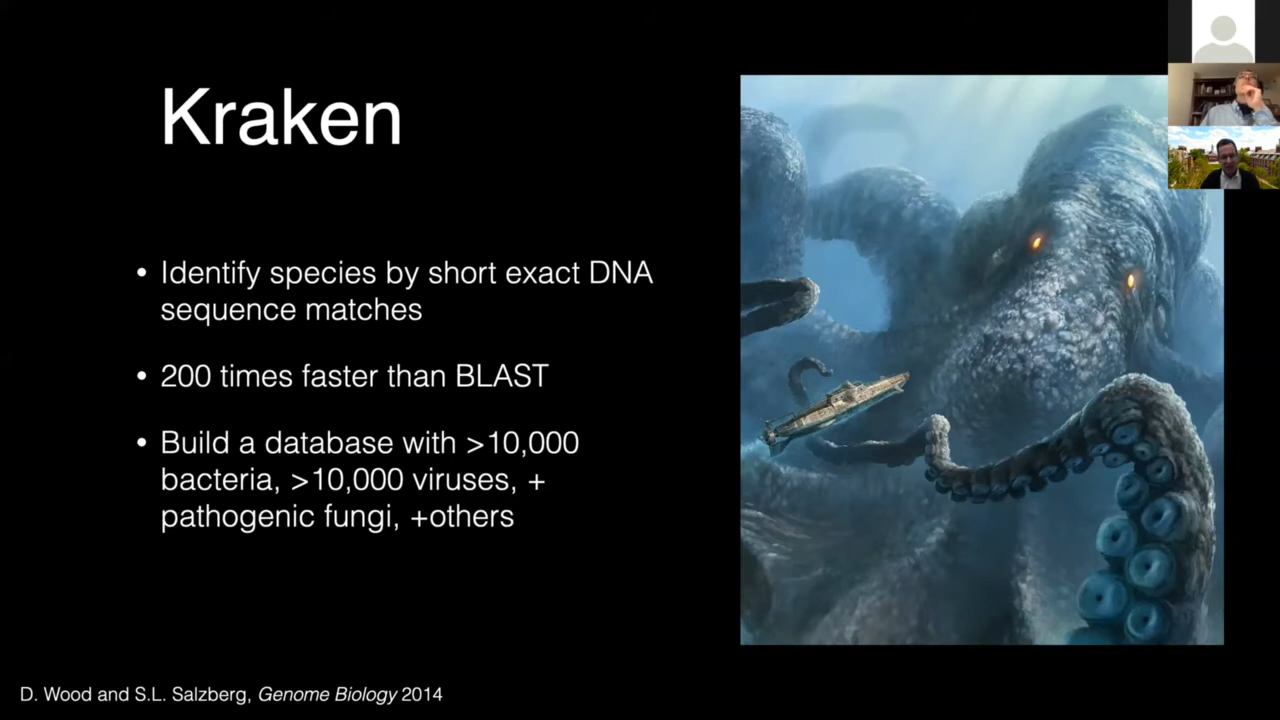 Kraken
• Identify species by short exact DNA
sequence matches
• 200 times faster than BLAST
• Build a database with >10,000
bacteria, >10,000 viruses, +
pathogenic fungi, +others
D. Wood and S.L. Salzberg, Genome Biology 2014